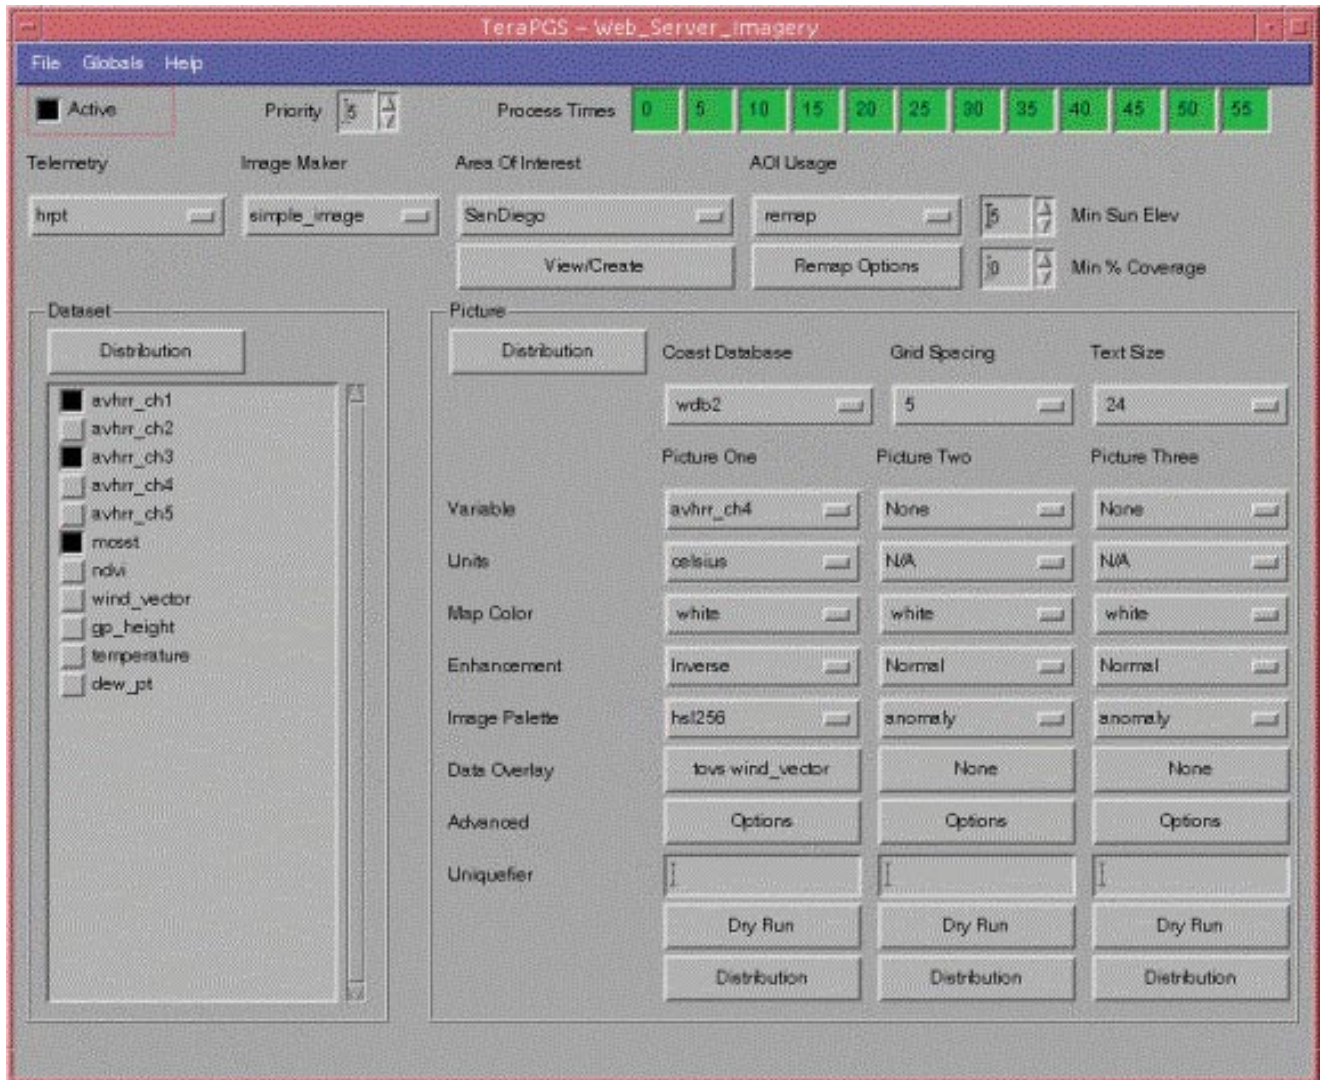 TeraPGS – Web_Server_Imagery
File Globals Help
Active Priority 5 Process Times 0 5 10 15 20 25 30 35 40 45 50 55
Telemetry Image Maker Area Of Interest AOI Usage
hrpt simple_image SanDiego remap 5 Min Sun Elev
View/Create Remap Options 0 Min % Coverage
Dataset Picture
Distribution Distribution Coast Database Grid Spacing Text Size
avhrr_ch1 wdb2 5 24
avhrr_ch2
avhrr_ch3 Picture One Picture Two Picture Three
avhrr_ch4
avhrr_ch5 Variable avhrr_ch4 None None
mcsst
ndvi Units celsius N/A N/A
wind_vector
gp_height Map Color white white white
temperature Enhancement Inverse Normal Normal
dew_pt
Image Palette hsl256 anomaly anomaly
Data Overlay tovs wind_vector None None
Advanced Options Options Options
Uniquefier
Dry Run Dry Run Dry Run
Distribution Distribution Distribution